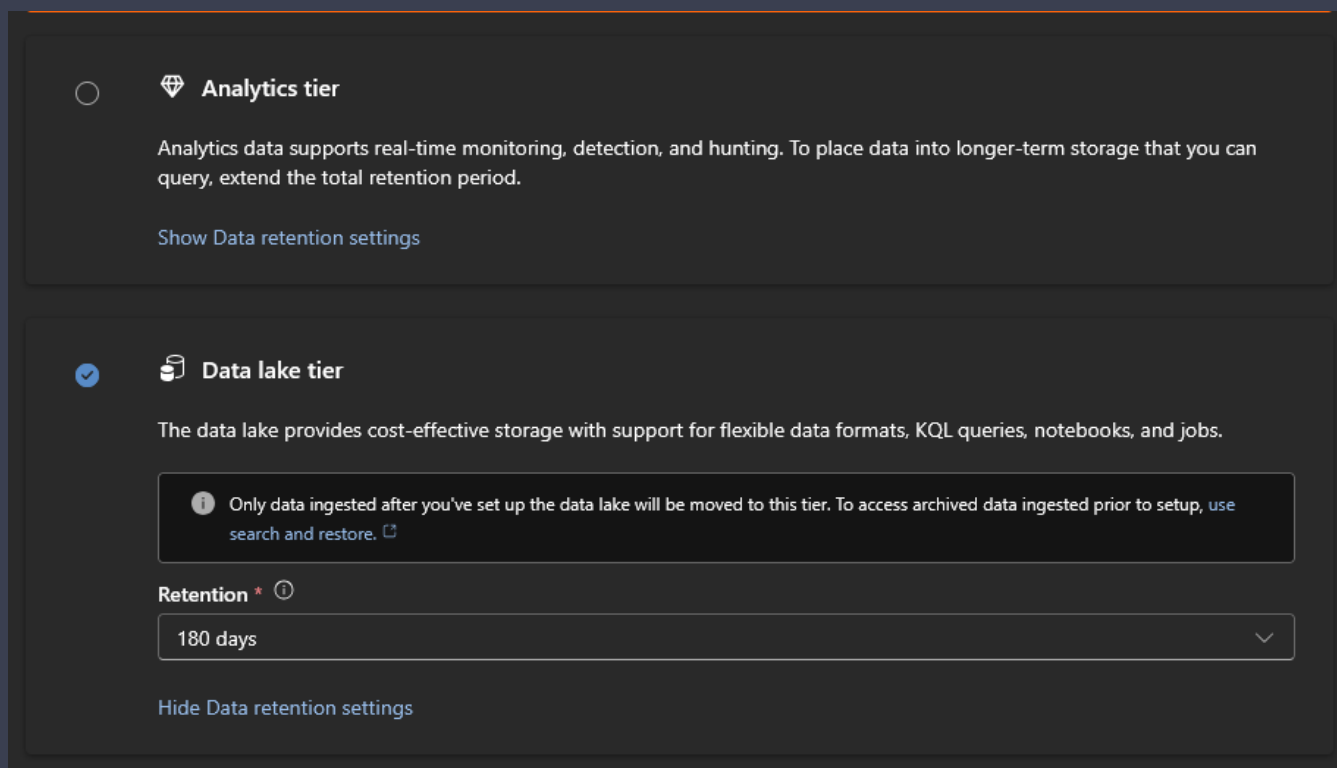 Analytics tier
Analytics data supports real-time monitoring, detection, and hunting. To place data into longer-term storage that you can
query, extend the total retention period.
Show Data retention settings
Data lake tier
The data lake provides cost-effective storage with support for flexible data formats, KQL queries, notebooks, and jobs.
Only data ingested after you've set up the data lake will be moved to this tier. To access archived data ingested prior to setup, use
search and restore.
Retention *
180 days
Hide Data retention settings